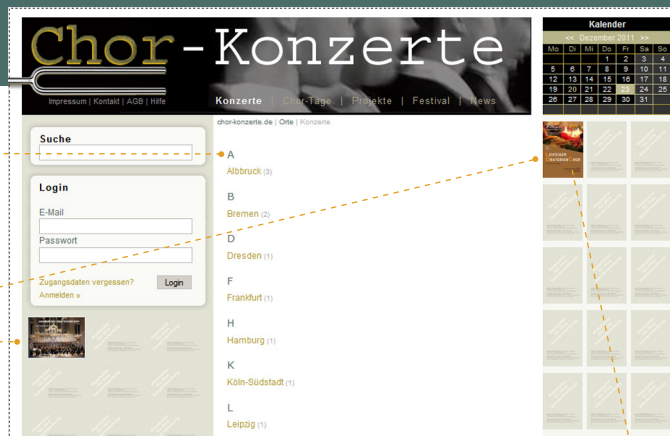 Chor-Konzerte
Impressum | Kontakt | AGB | Hilfe
Konzerte | Chor-Tage | Projekte | Festival | News
chor-konzerte.de | Orte | Konzerte
Suche
Login
E-Mail
Passwort
Zugangsdaten vergessen?
Login
Anmelden »
A
Albbruck (3)
B
Bremen (2)
D
Dresden (1)
F
Frankfurt (1)
H
Hamburg (1)
K
Köln-Südstadt (1)
L
Leipzig (1)
Kalender
<< Dezember 2011 >>
Mo Di Mi Do Fr Sa So
1 2 3 4
5 6 7 8 9 10 11
12 13 14 15 16 17 18
19 20 21 22 23 24 25
26 27 28 29 30 31